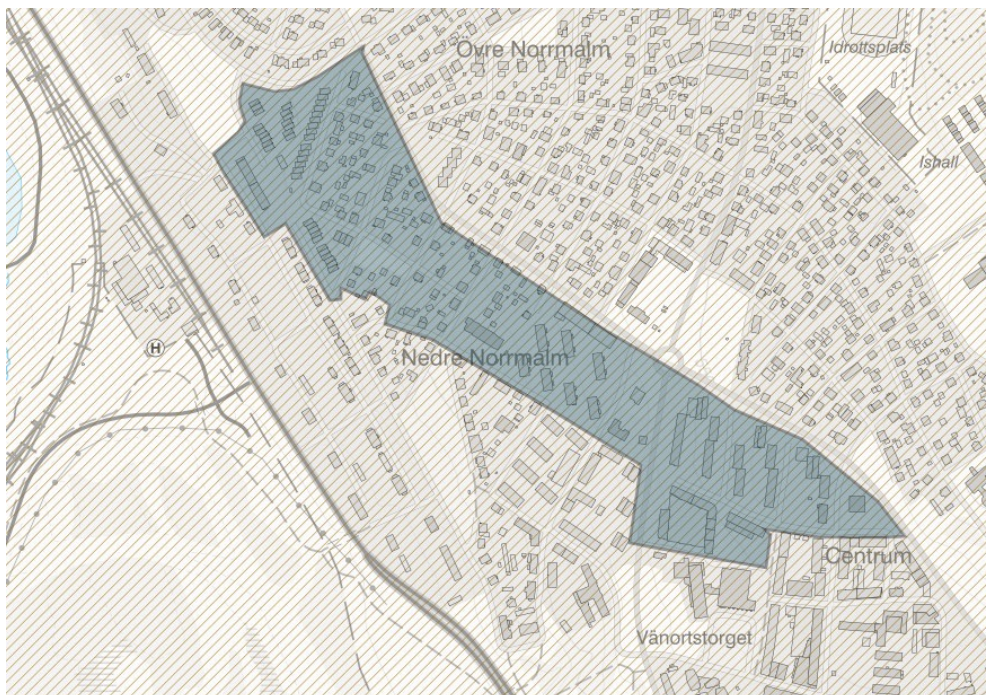 Övre Norrmalm
Idrottsplats
Ishall
H
Nedre Norrmalm
Centrum
Vänortstorget